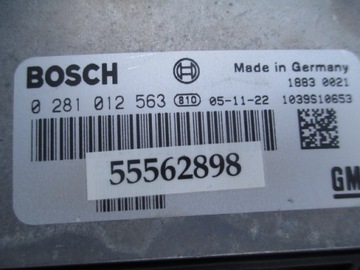 BOSCH
Made in Germany
1883 0021
0 281 012 563 810 05-11-22 1039S10653
55562898
GM